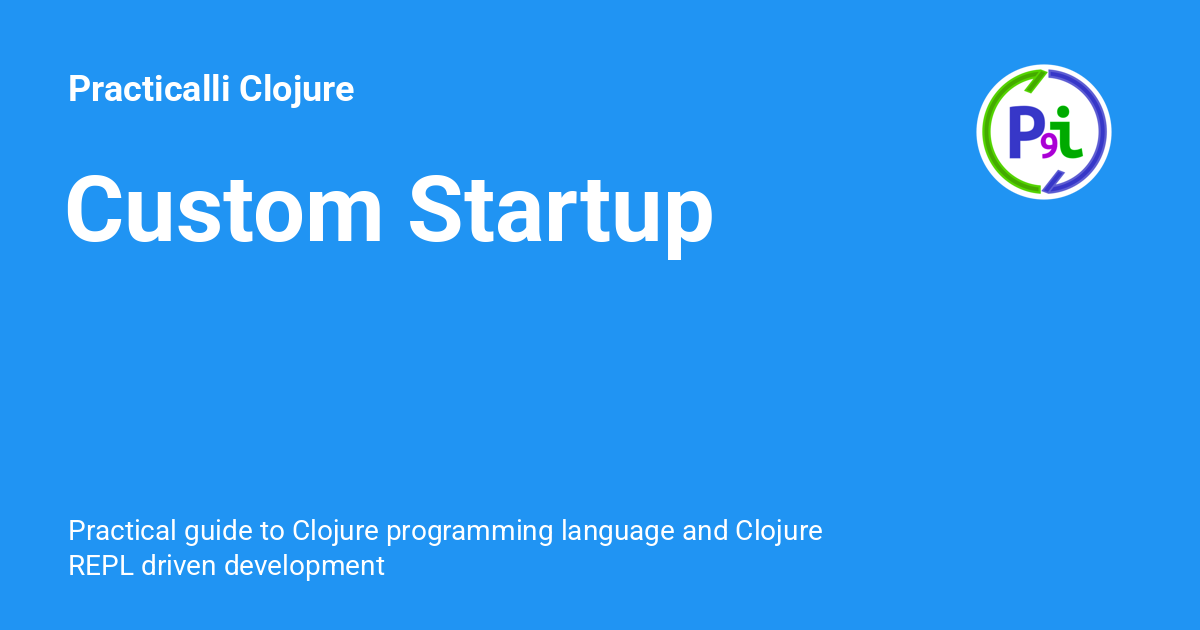 Practicalli Clojure
P9i
Custom Startup
Practical guide to Clojure programming language and Clojure
REPL driven development